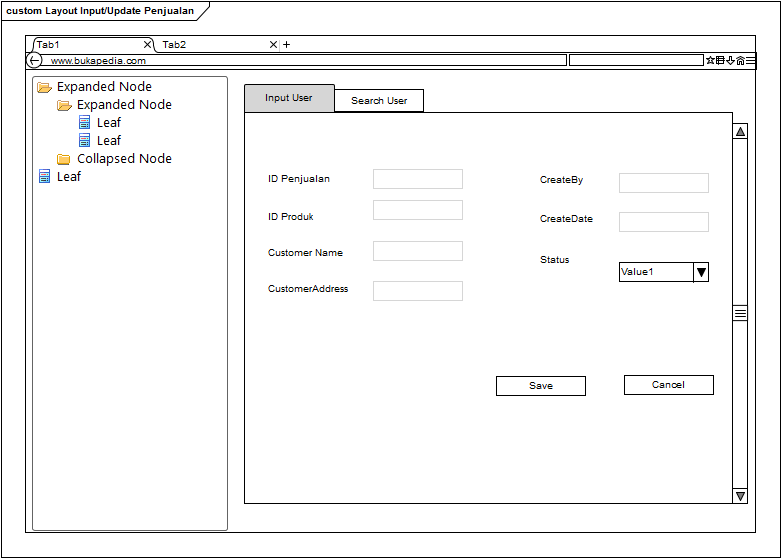 custom Layout Input/Update Penjualan
Tab1 Tab2
www.bukapedia.com
Expanded Node
Expanded Node
Leaf
Leaf
Collapsed Node
Leaf
Input User
Search User
ID Penjualan
ID Produk
Customer Name
CustomerAddress
CreateBy
CreateDate
Status
Value1
Save
Cancel